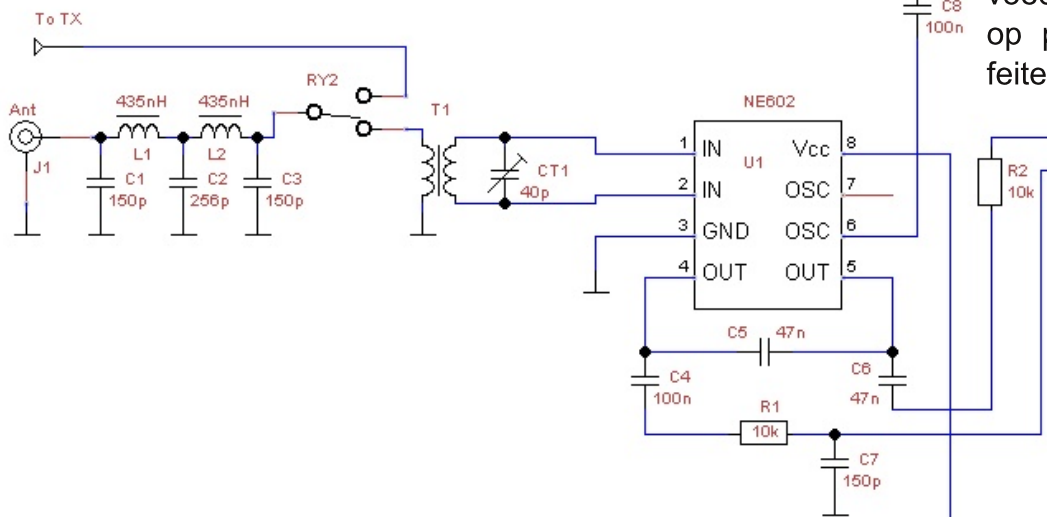 To TX
Ant
J1
435nH
L1
435nH
L2
C1
150p
C2
256p
C3
150p
RY2
T1
CT1
40p
NE602
U1
1 IN
2 IN
3 GND
4 OUT
Vcc 8
OSC 7
OSC 6
OUT 5
C8
100n
op
feite
R2
10k
C5 47n
C4
100n
C6
47n
R1
10k
C7
150p